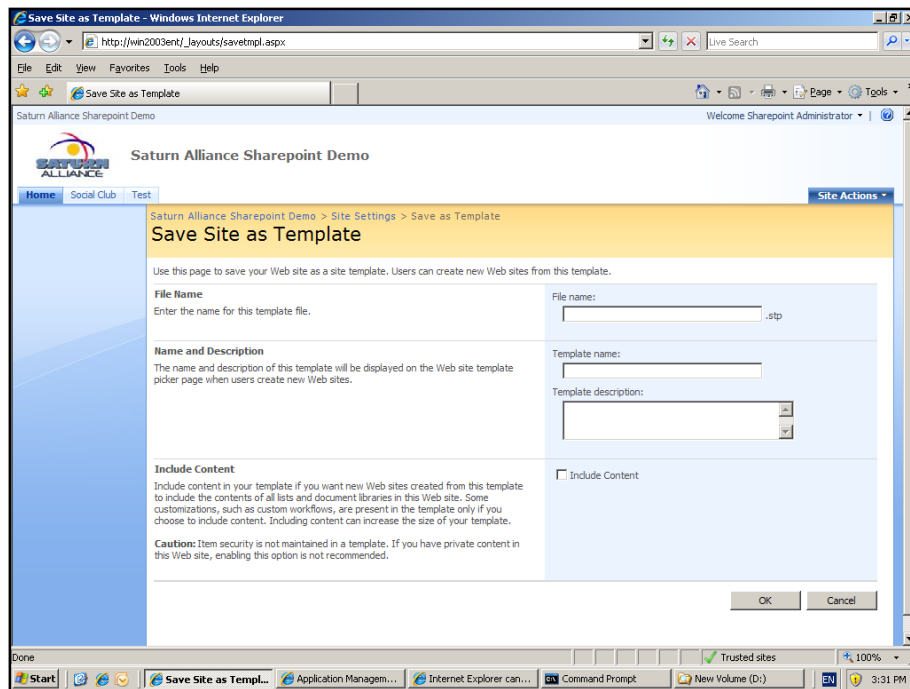 Save Site as Template - Windows Internet Explorer
http://win2003ent/_layouts/savetmpl.aspx
Live Search
File Edit View Favorites Tools Help
Save Site as Template
Page Tools
Saturn Alliance Sharepoint Demo
Welcome Sharepoint Administrator
SATURN
ALLIANCE
Saturn Alliance Sharepoint Demo
Home Social Club Test
Site Actions
Saturn Alliance Sharepoint Demo > Site Settings > Save as Template
Save Site as Template
Use this page to save your Web site as a site template. Users can create new Web sites from this template.
File Name
Enter the name for this template file.
File name:
.stp
Name and Description
The name and description of this template will be displayed on the Web site template
picker page when users create new Web sites.
Template name:
Template description:
Include Content
Include content in your template if you want new Web sites created from this template
to include the contents of all lists and document libraries in this Web site. Some
customizations, such as custom workflows, are present in the template only if you
choose to include content. Including content can increase the size of your template.
Caution: Item security is not maintained in a template. If you have private content in
this Web site, enabling this option is not recommended.
Include Content
OK Cancel
Done
Trusted sites
100%
Start
Save Site as Templ...
Application Managem...
Internet Explorer can...
Command Prompt
New Volume (D:)
EN
3:31 PM